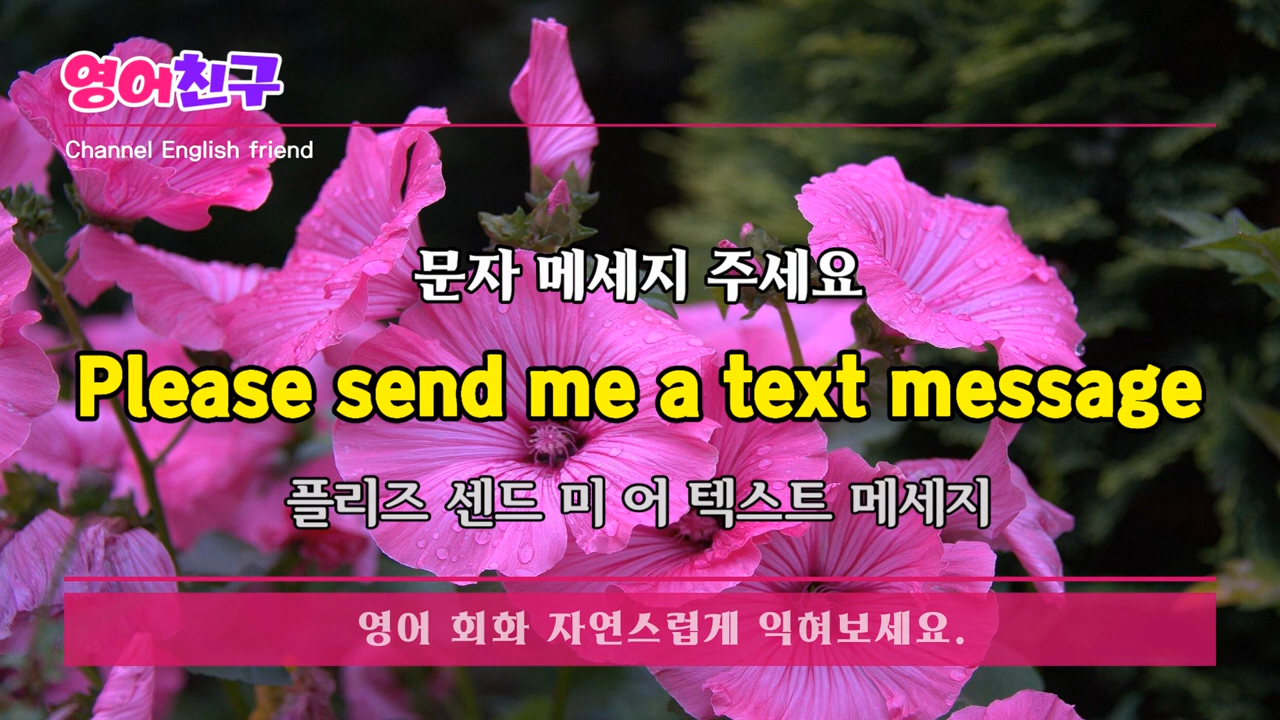 영어친구
Channel English friend
문자 메세지 주세요
Please send me a text message
플리즈 센드 미 어 텍스트 메세지
영어 회화 자연스럽게 익혀보세요.